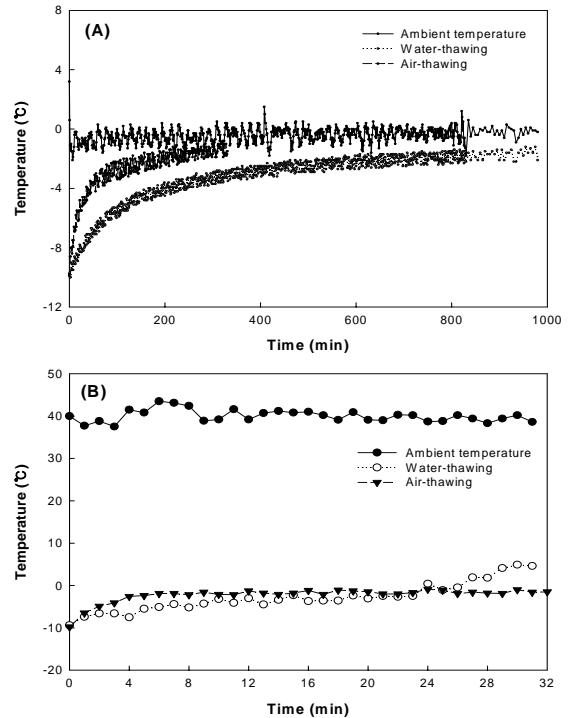 (A)
Ambient temperature
Water-thawing
Air-thawing
Temperature (℃)
8
4
0
-4
-8
-12
0 200 400 600 800 1000
Time (min)
(B)
Ambient temperature
Water-thawing
Air-thawing
Temperature (℃)
50
40
30
20
10
0
-10
-20
0 4 8 12 16 20 24 28 32
Time (min)